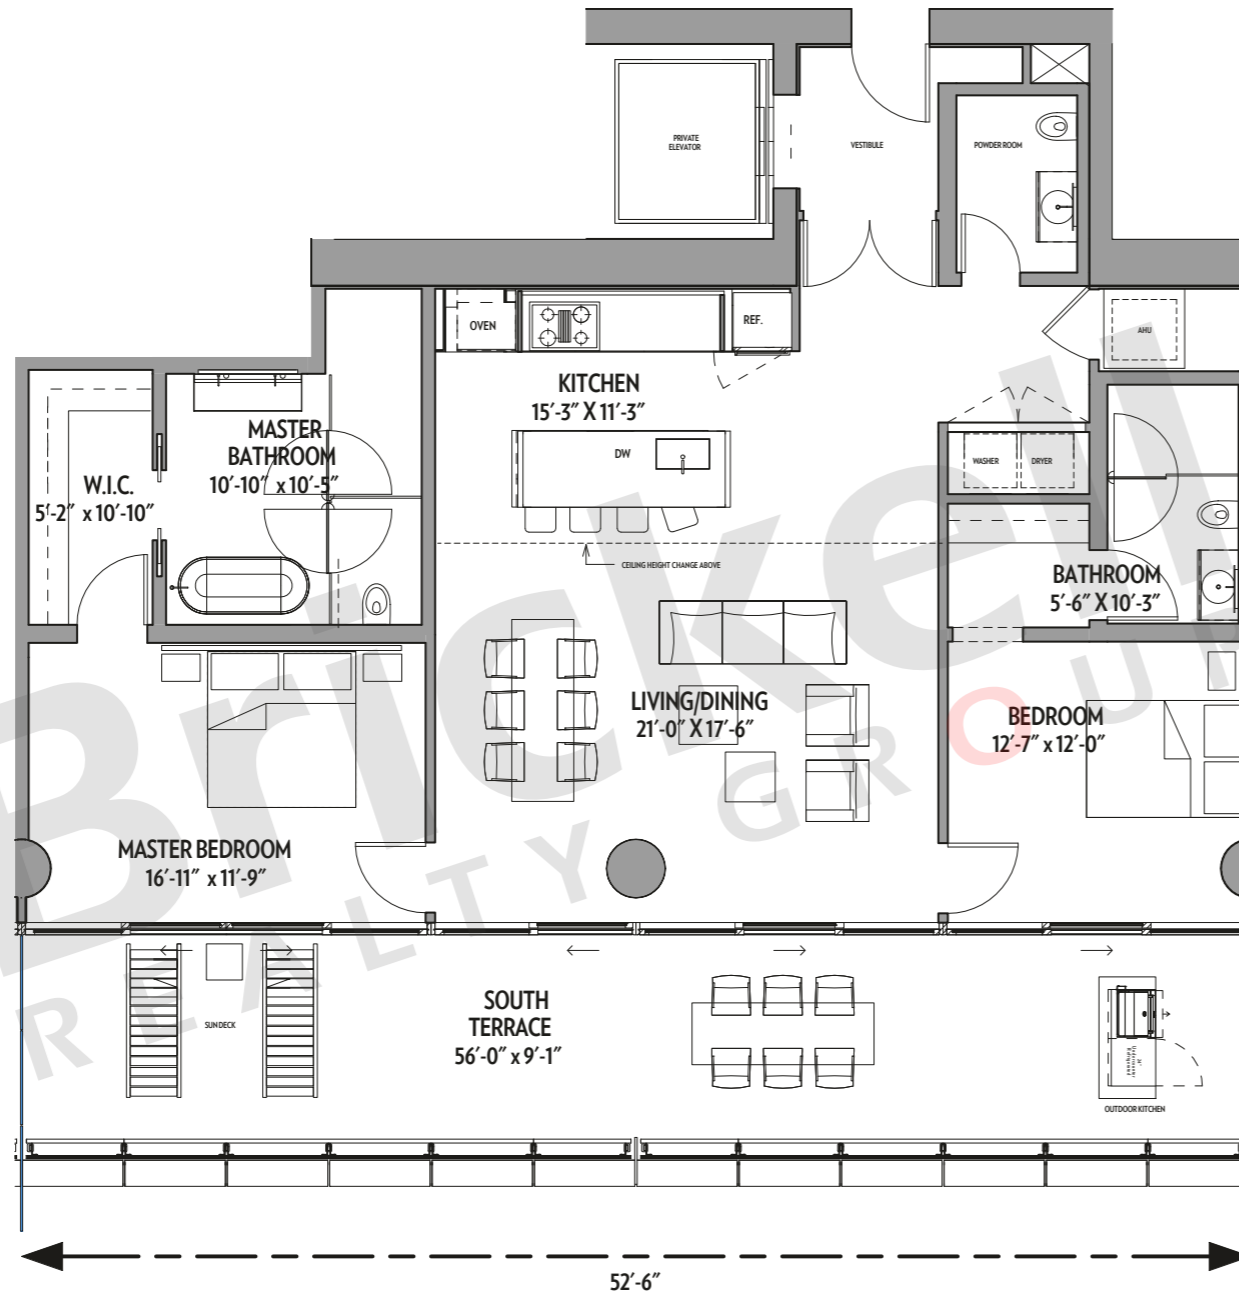 PRIVATE
ELEVATOR
VESTIBULE
POWDER ROOM
OVEN
REF.
AHU
KITCHEN
15'-3" X 11'-3"
MASTER
BATHROOM
10'-10" x 10'-5"
DW
WASHER
DRYER
W.I.C.
5'-2" x 10'-10"
CEILING HEIGHT CHANGE ABOVE
BATHROOM
5'-6" X 10'-3"
LIVING/DINING
21'-0" X 17'-6"
BEDROOM
12'-7" x 12'-0"
MASTER BEDROOM
16'-11" x 11'-9"
SOUTH
TERRACE
56'-0" x 9'-1"
SUN DECK
OUTDOOR KITCHEN
52'-6"
Brickell
REALTY GROUP